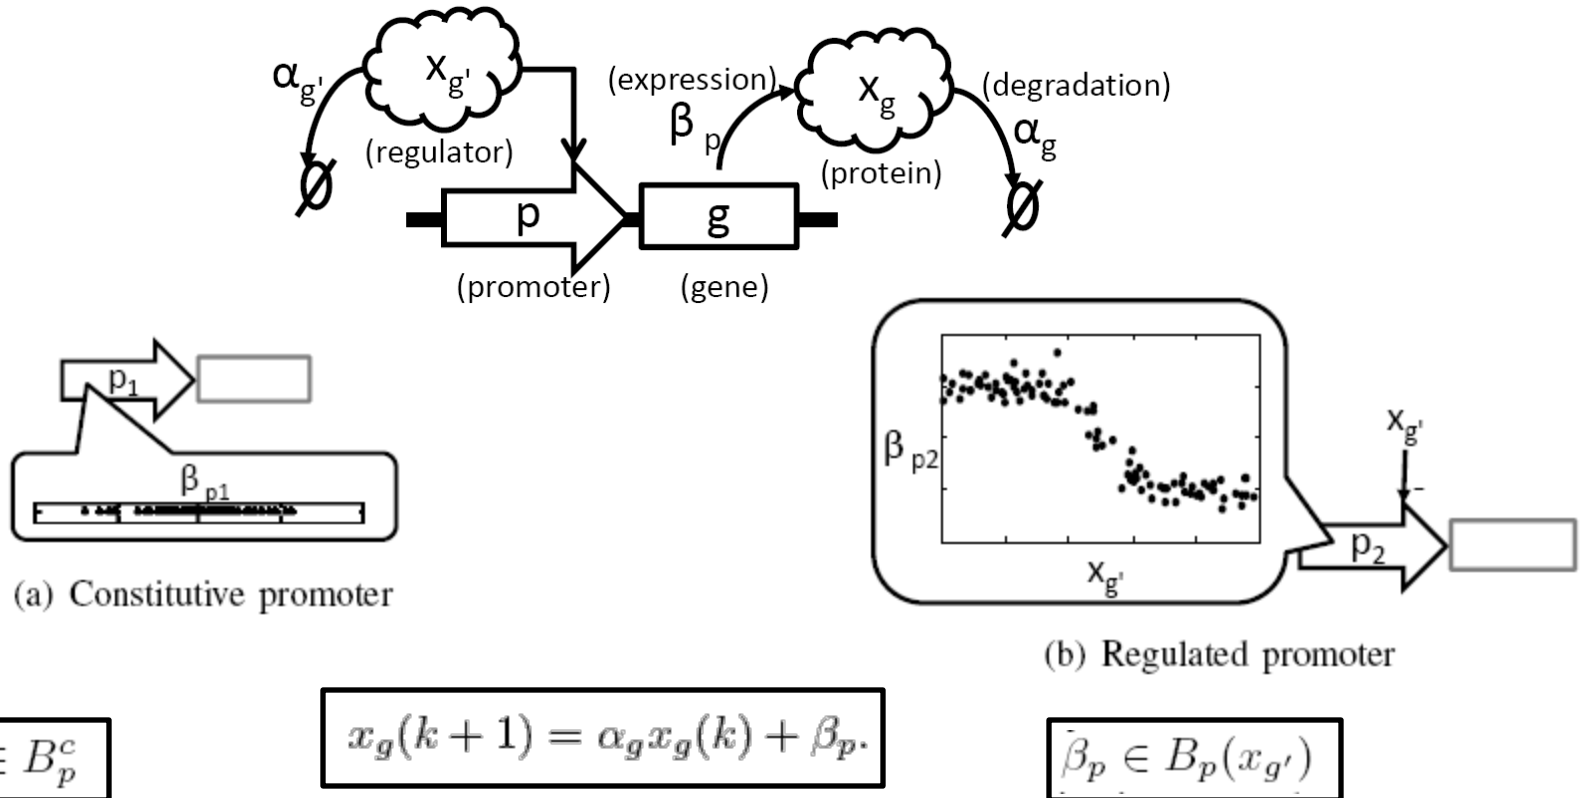 α_g'
x_g'
(regulator)
(expression)
β_p
x_g
(protein)
(degradation)
α_g
∅
∅
p
g
(promoter)
(gene)
p_1
β_p1
(a) Constitutive promoter
β_p2
x_g'
x_g'
-
p_2
(b) Regulated promoter
∈ B_p^c
x_g(k + 1) = α_g x_g(k) + β_p.
β_p ∈ B_p(x_g')